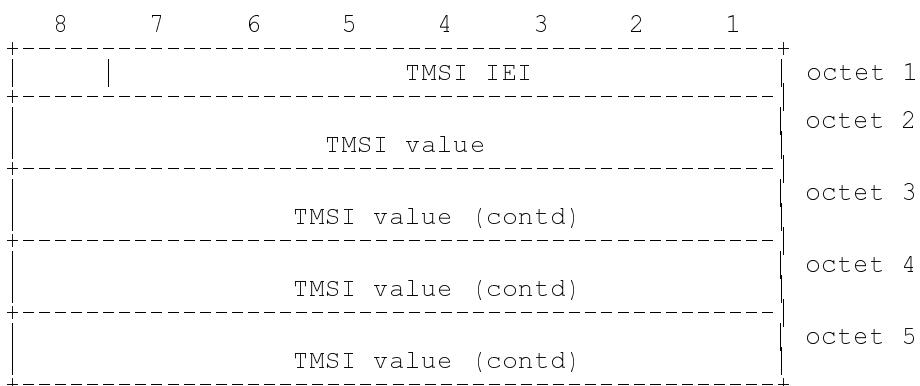 8 7 6 5 4 3 2 1
TMSI IEI octet 1
octet 2
TMSI value
octet 3
TMSI value (contd)
octet 4
TMSI value (contd)
octet 5
TMSI value (contd)